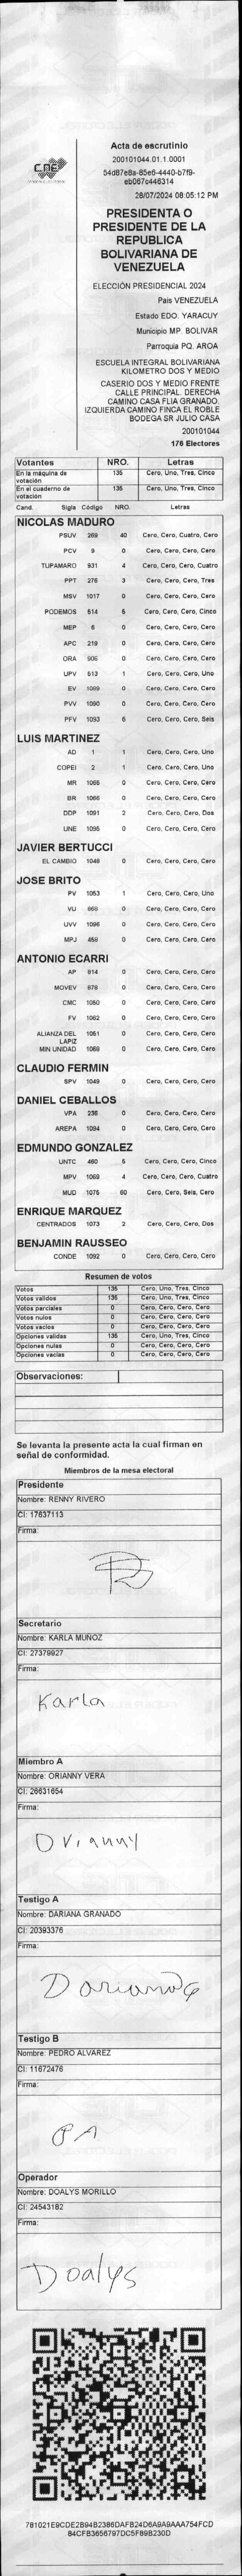 CNE
Acta de escrutinio
200101044.01.1.0001
54d87e8a-85e6-4440-b7f9-
eb067c446314
28/07/2024 08:05:12 PM
PRESIDENTA O
PRESIDENTE DE LA
REPUBLICA
BOLIVARIANA DE
VENEZUELA
ELECCIÓN PRESIDENCIAL 2024
País VENEZUELA
Estado EDO. YARACUY
Municipio MP. BOLIVAR
Parroquia PQ. AROA
ESCUELA INTEGRAL BOLIVARIANA
KILOMETRO DOS Y MEDIO
CASERIO DOS Y MEDIO FRENTE
CALLE PRINCIPAL. DERECHA
CAMINO CASA FLIA GRANADO.
IZQUIERDA CAMINO FINCA EL ROBLE
BODEGA SR JULIO CASA
200101044
176 Electores
Votantes NRO. Letras
En la máquina de votación 135 Cero, Uno, Tres, Cinco
En el cuaderno de votación 135 Cero, Uno, Tres, Cinco
Cand. Sigla Código NRO. Letras
NICOLAS MADURO
PSUV 269 40 Cero, Cero, Cuatro, Cero
PCV 9 0 Cero, Cero, Cero, Cero
TUPAMARO 931 4 Cero, Cero, Cero, Cuatro
PPT 276 3 Cero, Cero, Cero, Tres
MSV 1017 0 Cero, Cero, Cero, Cero
PODEMOS 514 5 Cero, Cero, Cero, Cinco
MEP 6 0 Cero, Cero, Cero, Cero
APC 219 0 Cero, Cero, Cero, Cero
ORA 906 0 Cero, Cero, Cero, Cero
UPV 513 1 Cero, Cero, Cero, Uno
EV 1089 0 Cero, Cero, Cero, Cero
PVV 1090 0 Cero, Cero, Cero, Cero
PFV 1093 6 Cero, Cero, Cero, Seis
LUIS MARTINEZ
AD 1 1 Cero, Cero, Cero, Uno
COPEI 2 1 Cero, Cero, Cero, Uno
MR 1065 0 Cero, Cero, Cero, Cero
BR 1066 0 Cero, Cero, Cero, Cero
DDP 1091 2 Cero, Cero, Cero, Dos
UNE 1095 0 Cero, Cero, Cero, Cero
JAVIER BERTUCCI
EL CAMBIO 1048 0 Cero, Cero, Cero, Cero
JOSE BRITO
PV 1053 1 Cero, Cero, Cero, Uno
VU 868 0 Cero, Cero, Cero, Cero
UVV 1096 0 Cero, Cero, Cero, Cero
MPJ 458 0 Cero, Cero, Cero, Cero
ANTONIO ECARRI
AP 814 0 Cero, Cero, Cero, Cero
MOVEV 878 0 Cero, Cero, Cero, Cero
CMC 1050 0 Cero, Cero, Cero, Cero
FV 1062 0 Cero, Cero, Cero, Cero
ALIANZA DEL LAPIZ 1051 0 Cero, Cero, Cero, Cero
MIN UNIDAD 1068 0 Cero, Cero, Cero, Cero
CLAUDIO FERMIN
SPV 1049 0 Cero, Cero, Cero, Cero
DANIEL CEBALLOS
VPA 236 0 Cero, Cero, Cero, Cero
AREPA 1094 0 Cero, Cero, Cero, Cero
EDMUNDO GONZALEZ
UNTC 460 5 Cero, Cero, Cero, Cinco
MPV 1069 4 Cero, Cero, Cero, Cuatro
MUD 1075 60 Cero, Cero, Seis, Cero
ENRIQUE MARQUEZ
CENTRADOS 1073 2 Cero, Cero, Cero, Dos
BENJAMIN RAUSSEO
CONDE 1092 0 Cero, Cero, Cero, Cero
Resumen de votos
Votos 135 Cero, Uno, Tres, Cinco
Votos validos 135 Cero, Uno, Tres, Cinco
Votos parciales 0 Cero, Cero, Cero, Cero
Votos nulos 0 Cero, Cero, Cero, Cero
Votos vacios 0 Cero, Cero, Cero, Cero
Opciones validas 135 Cero, Uno, Tres, Cinco
Opciones nulas 0 Cero, Cero, Cero, Cero
Opciones vacias 0 Cero, Cero, Cero, Cero
Observaciones:
Se levanta la presente acta la cual firman en
señal de conformidad.
Miembros de la mesa electoral
Presidente
Nombre: RENNY RIVERO
CI: 17637113
Firma:
Secretario
Nombre: KARLA MUÑOZ
CI: 27379927
Firma:
Karla
Miembro A
Nombre: ORIANNY VERA
CI: 26631654
Firma:
Orianny
Testigo A
Nombre: DARIANA GRANADO
CI: 20393376
Firma:
Dariana
Testigo B
Nombre: PEDRO ALVAREZ
CI: 11672476
Firma:
PA
Operador
Nombre: DOALYS MORILLO
CI: 24543182
Firma:
Doalys
781021E9CDE2B94B2386DAFB24D6A9A9AAA754FCD
84CFB3656797DC5F89B230D